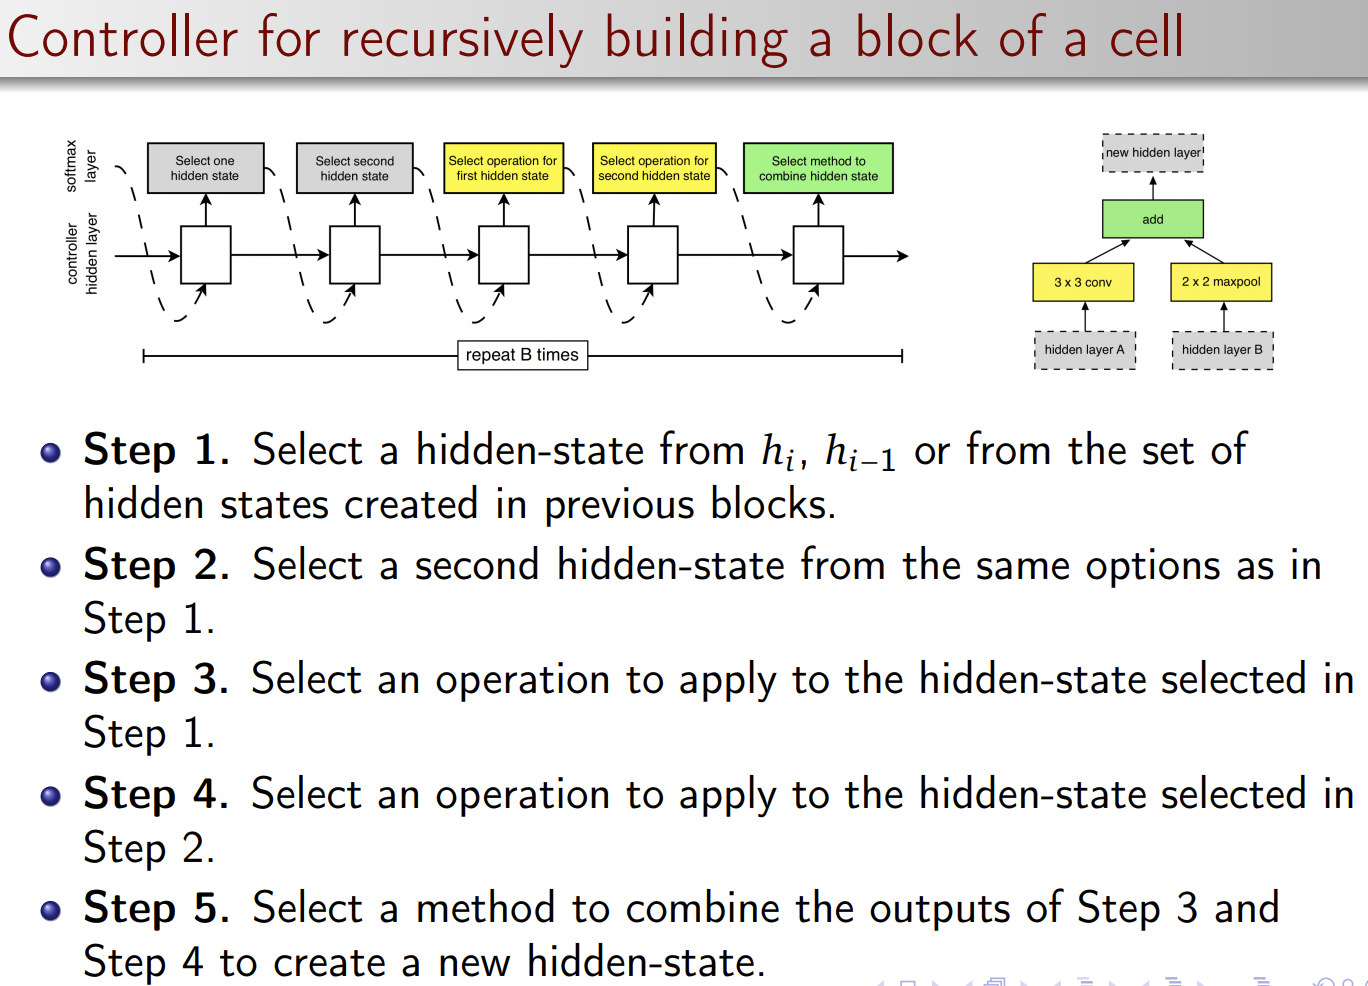 Controller for recursively building a block of a cell
softmax
layer
controller
hidden layer
Select one
hidden state
Select second
hidden state
Select operation for
first hidden state
Select operation for
second hidden state
Select method to
combine hidden state
repeat B times
new hidden layer
add
3 x 3 conv
2 x 2 maxpool
hidden layer A
hidden layer B
Step 1. Select a hidden-state from hᵢ, hᵢ₋₁ or from the set of
hidden states created in previous blocks.
Step 2. Select a second hidden-state from the same options as in
Step 1.
Step 3. Select an operation to apply to the hidden-state selected in
Step 1.
Step 4. Select an operation to apply to the hidden-state selected in
Step 2.
Step 5. Select a method to combine the outputs of Step 3 and
Step 4 to create a new hidden-state.